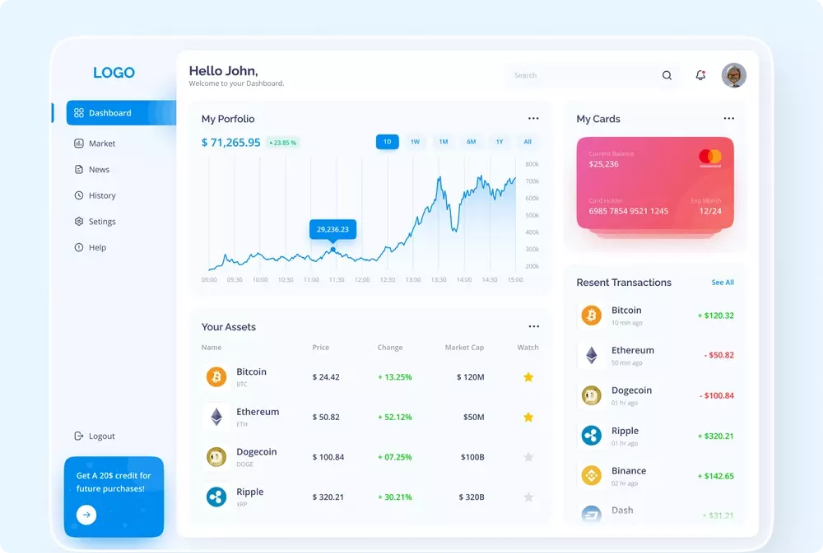 LOGO
Dashboard
Market
News
History
Setings
Help
Logout
Get A 20$ credit for
future purchases!
Hello John,
Welcome to your Dashboard.
Search
My Porfolio
$ 71,265.95
+ 23.85 %
1D 1W 1M 6M 1Y All
800k
700k
600k
500k
400k
300k
200k
29,236.23
09:00 09:30 10:00 10:30 11:00 11:30 12:00 12:30 13:00 13:30 14:00 14:30 15:00
Your Assets
Name Price Change Market Cap Watch
Bitcoin $ 24.42 + 13.25% $ 120M
BTC
Ethereum $ 50.82 + 52.12% $50M
ETH
Dogecoin $ 100.84 + 07.25% $100B
DOGE
Ripple $ 320.21 + 30.21% $ 320B
XRP
My Cards
Current Balance
$25,236
Card Holder Exp Month
6985 7854 9521 1245 12/24
Resent Transactions See All
Bitcoin + $120.32
10 min ago
Ethereum - $50.82
50 min ago
Dogecoin - $100.84
01 hr ago
Ripple + $320.21
01 hr ago
Binance + $142.65
02 hr ago
Dash + $31.21